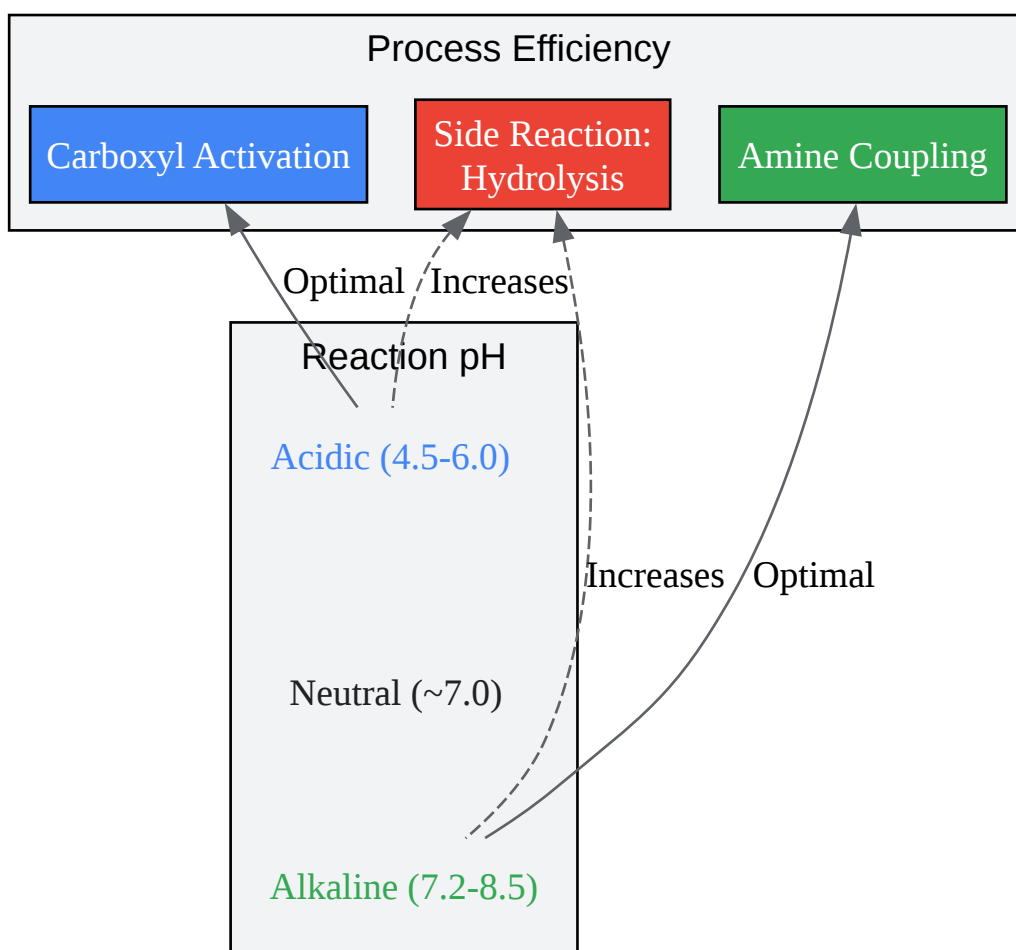 Process Efficiency
Carboxyl Activation
Side Reaction:
Hydrolysis
Amine Coupling
Optimal
Increases
Reaction pH
Acidic (4.5-6.0)
Increases
Optimal
Neutral (~7.0)
Alkaline (7.2-8.5)